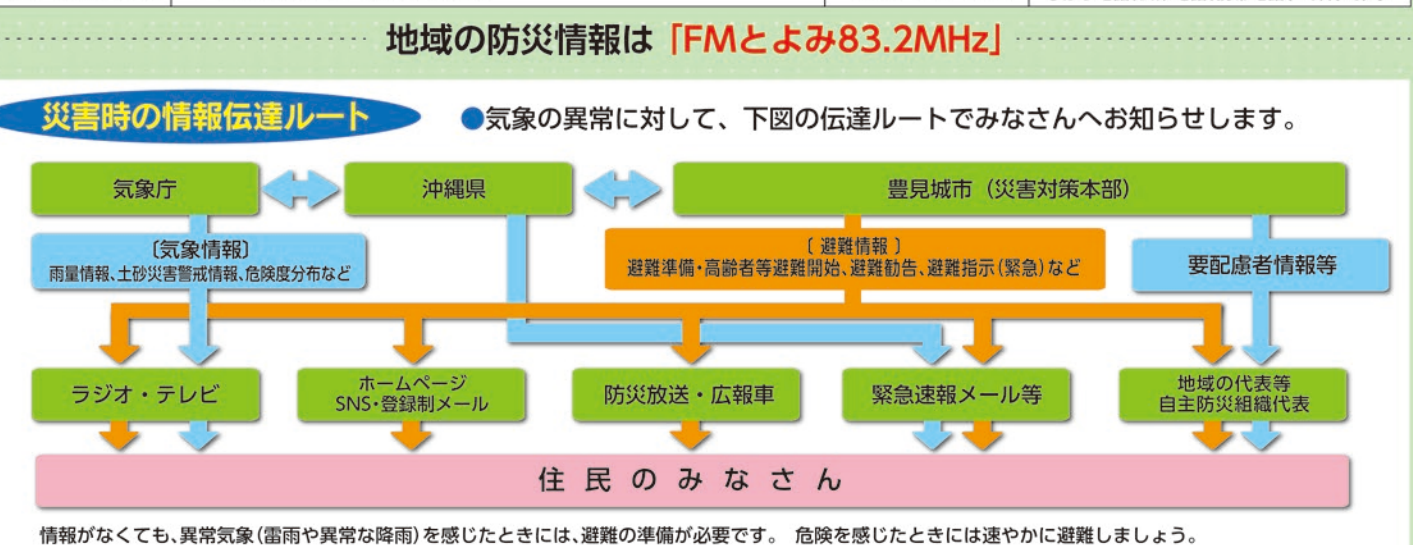 地域の防災情報は「FMとよみ83.2MHz」
災害時の情報伝達ルート
●気象の異常に対して、下図の伝達ルートでみなさんへお知らせします。
気象庁
沖縄県
豊見城市（災害対策本部）
〔気象情報〕
雨量情報、土砂災害警戒情報、危険度分布など
〔 避難情報 〕
避難準備・高齢者等避難開始、避難勧告、避難指示（緊急）など
要配慮者情報等
ラジオ・テレビ
ホームページ
SNS・登録制メール
防災放送・広報車
緊急速報メール等
地域の代表等
自主防災組織代表
住民のみなさん
情報がなくても、異常気象（雷雨や異常な降雨）を感じたときには、避難の準備が必要です。 危険を感じたときには速やかに避難しましょう。